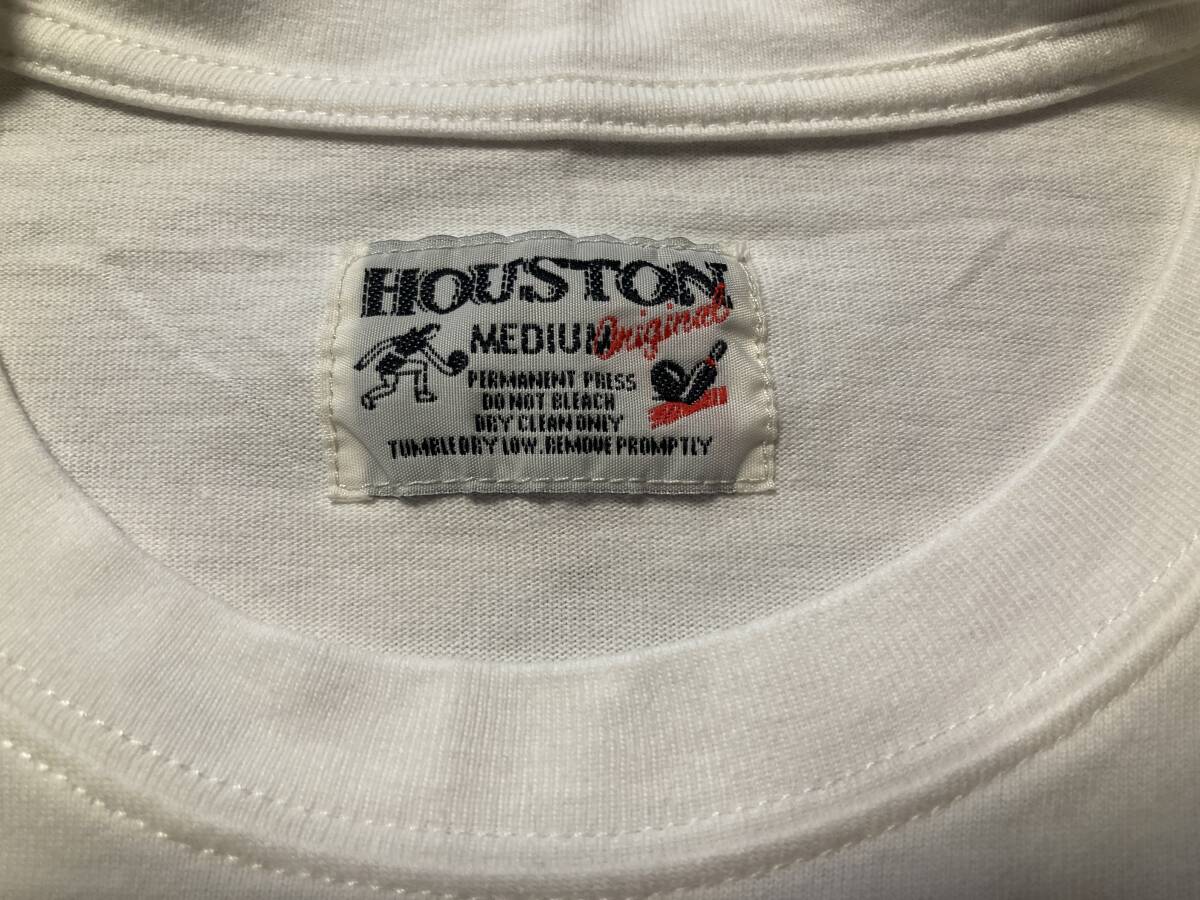 HOUSTON
MEDIUM Original
PERMANENT PRESS
DO NOT BLEACH
DRY CLEAN ONLY
TUMBLE DRY LOW. REMOVE PROMPTLY